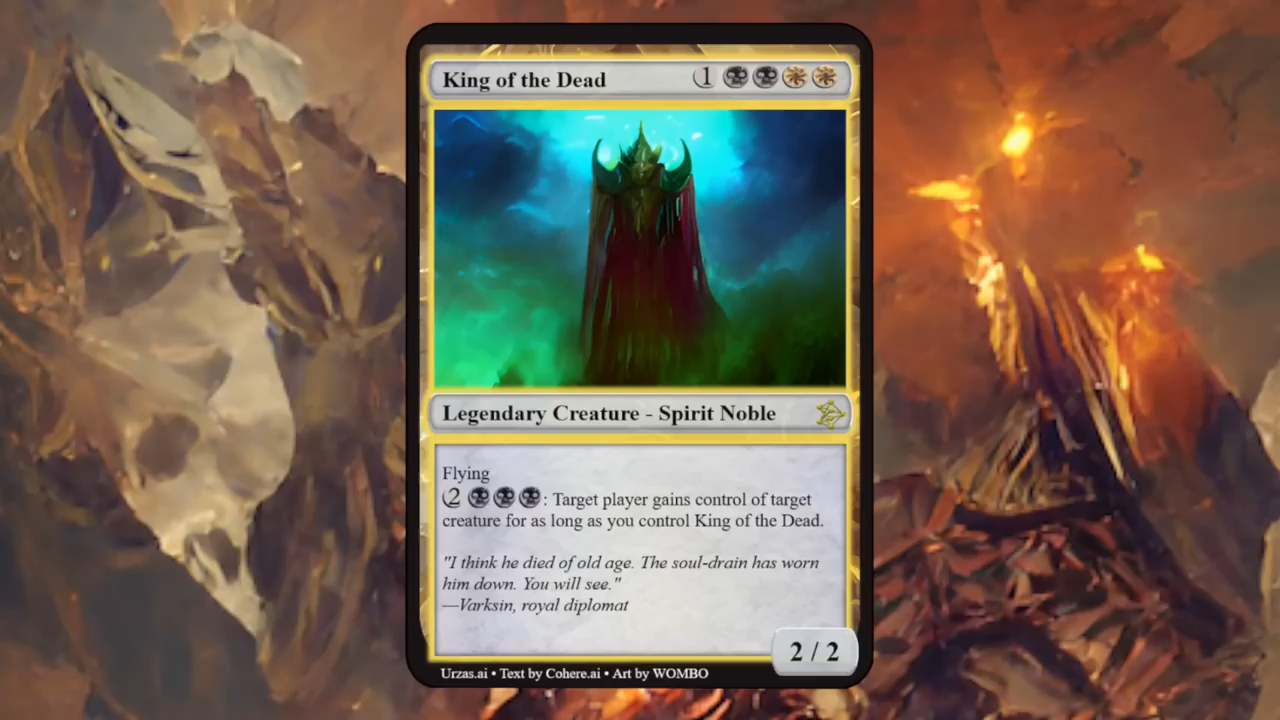 King of the Dead 1
Legendary Creature - Spirit Noble
Flying
2 : Target player gains control of target
creature for as long as you control King of the Dead.
"I think he died of old age. The soul-drain has worn
him down. You will see."
—Varksin, royal diplomat
2 / 2
Urzas.ai • Text by Cohere.ai • Art by WOMBO